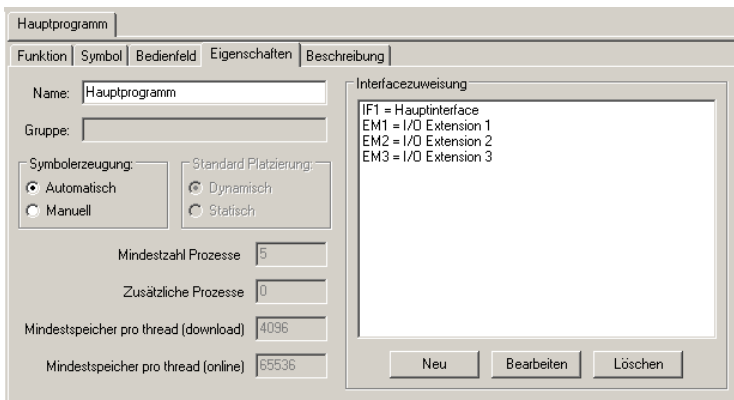 Hauptprogramm
Funktion Symbol Bedienfeld Eigenschaften Beschreibung
Name: Hauptprogramm
Gruppe:
Symbolerzeugung:
Automatisch
Manuell
Standard Platzierung:
Dynamisch
Statisch
Mindestzahl Prozesse 5
Zusätzliche Prozesse 0
Mindestspeicher pro thread (download) 4096
Mindestspeicher pro thread (online) 65536
Interfacezuweisung
IF1 = Hauptinterface
EM1 = I/O Extension 1
EM2 = I/O Extension 2
EM3 = I/O Extension 3
Neu Bearbeiten Löschen